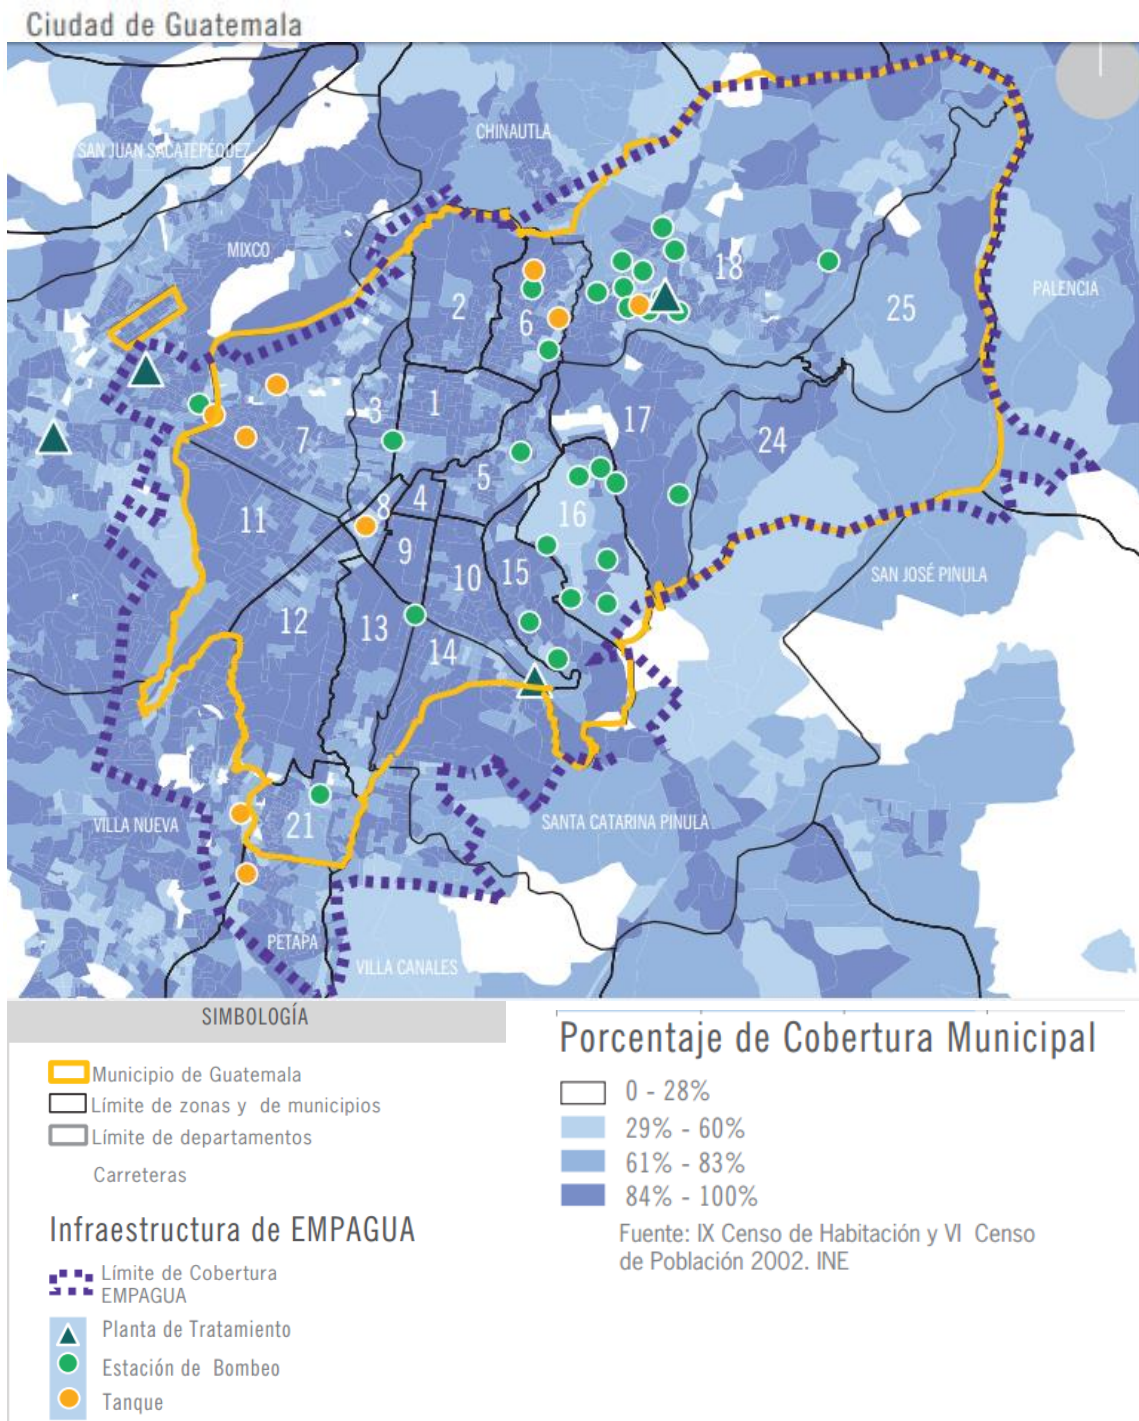 Ciudad de Guatemala
CHINAUTLA
SAN JUAN SACATEPÉQUEZ
MIXCO
18
PALENCIA
2
6
25
3
1
17
7
24
5
4
8
16
11
9
10
15
SAN JOSÉ PINULA
12
13
14
VILLA NUEVA
21
SANTA CATARINA PINULA
PETAPA
VILLA CANALES
SIMBOLOGÍA
Municipio de Guatemala
Límite de zonas y de municipios
Límite de departamentos
Carreteras
Infraestructura de EMPAGUA
Límite de Cobertura
EMPAGUA
Planta de Tratamiento
Estación de Bombeo
Tanque
Porcentaje de Cobertura Municipal
0 - 28%
29% - 60%
61% - 83%
84% - 100%
Fuente: IX Censo de Habitación y VI Censo
de Población 2002. INE